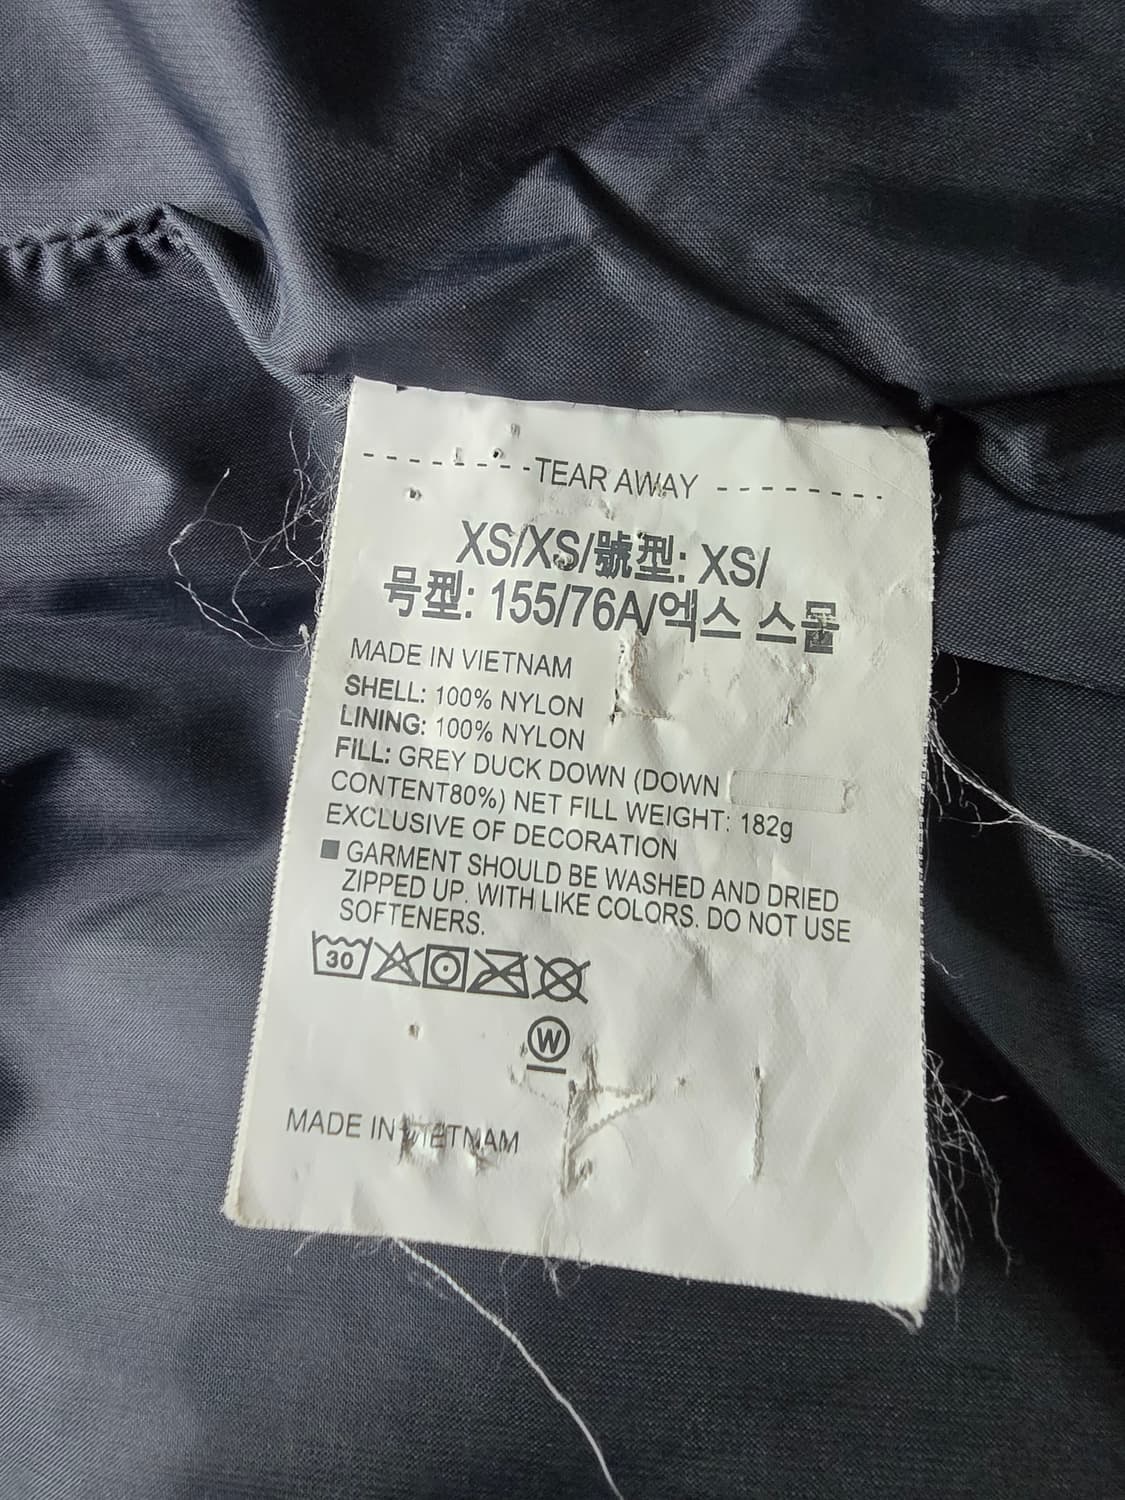 TEAR AWAY
XS/XS/號型: XS/
号型: 155/76A/엑스 스몰
MADE IN VIETNAM
SHELL: 100% NYLON
LINING: 100% NYLON
FILL: GREY DUCK DOWN (DOWN
CONTENT80%) NET FILL WEIGHT: 182g
EXCLUSIVE OF DECORATION
■ GARMENT SHOULD BE WASHED AND DRIED
ZIPPED UP. WITH LIKE COLORS. DO NOT USE
SOFTENERS.
30
W
MADE IN VIETNAM